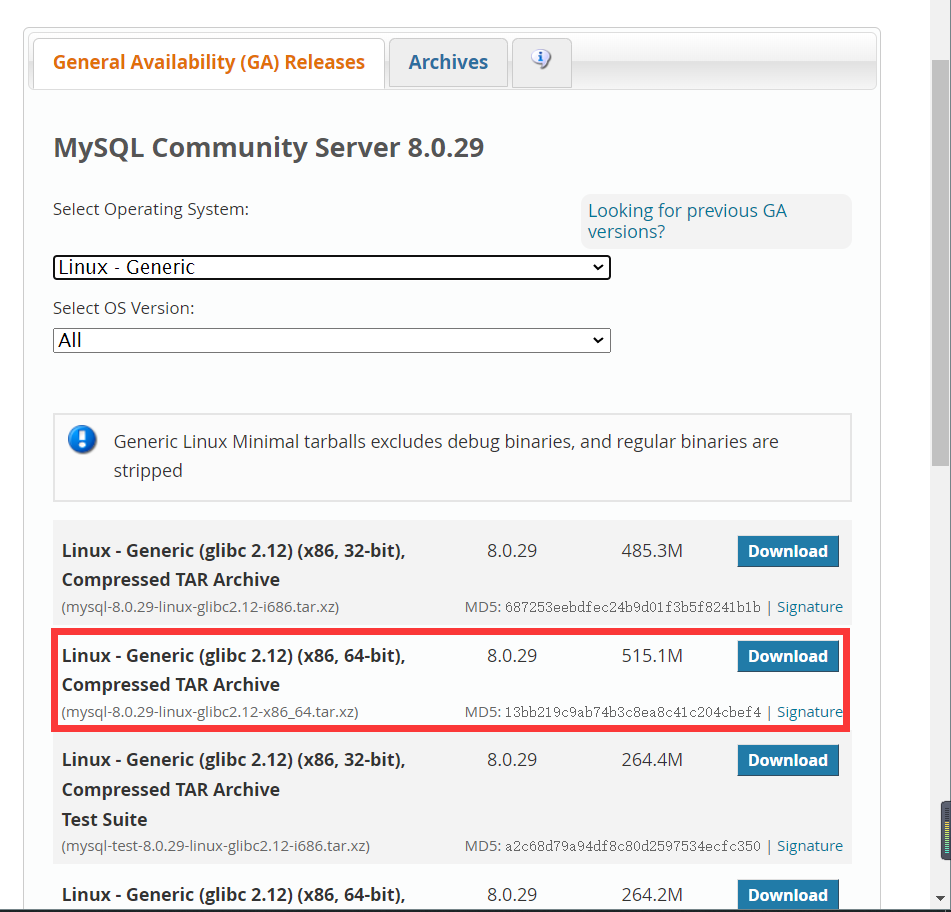 General Availability (GA) Releases
Archives
MySQL Community Server 8.0.29
Select Operating System:
Looking for previous GA
versions?
Linux - Generic
Select OS Version:
All
Generic Linux Minimal tarballs excludes debug binaries, and regular binaries are
stripped
Linux - Generic (glibc 2.12) (x86, 32-bit), 8.0.29 485.3M Download
Compressed TAR Archive
(mysql-8.0.29-linux-glibc2.12-i686.tar.xz) MD5: 687253eebdfec24b9d01f3b5f8241b1b | Signature
Linux - Generic (glibc 2.12) (x86, 64-bit), 8.0.29 515.1M Download
Compressed TAR Archive
(mysql-8.0.29-linux-glibc2.12-x86_64.tar.xz) MD5: 13bb219c9ab74b3c8ea8c41c204cbef4 | Signature
Linux - Generic (glibc 2.12) (x86, 32-bit), 8.0.29 264.4M Download
Compressed TAR Archive
Test Suite
(mysql-test-8.0.29-linux-glibc2.12-i686.tar.xz) MD5: a2c68d79a94df8c80d2597534ecfc350 | Signature
Linux - Generic (glibc 2.12) (x86, 64-bit), 8.0.29 264.2M Download